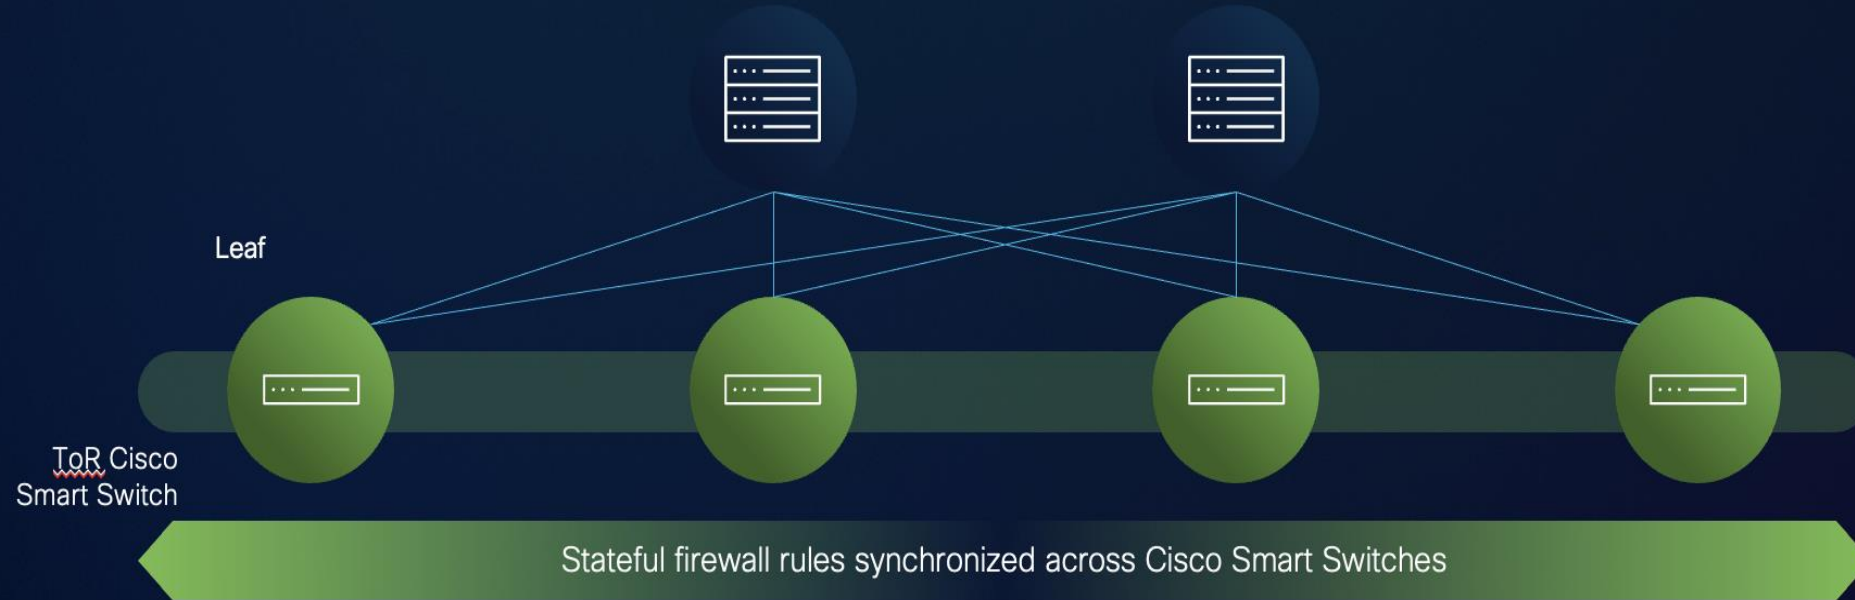 Leaf
ToR Cisco
Smart Switch
Stateful firewall rules synchronized across Cisco Smart Switches